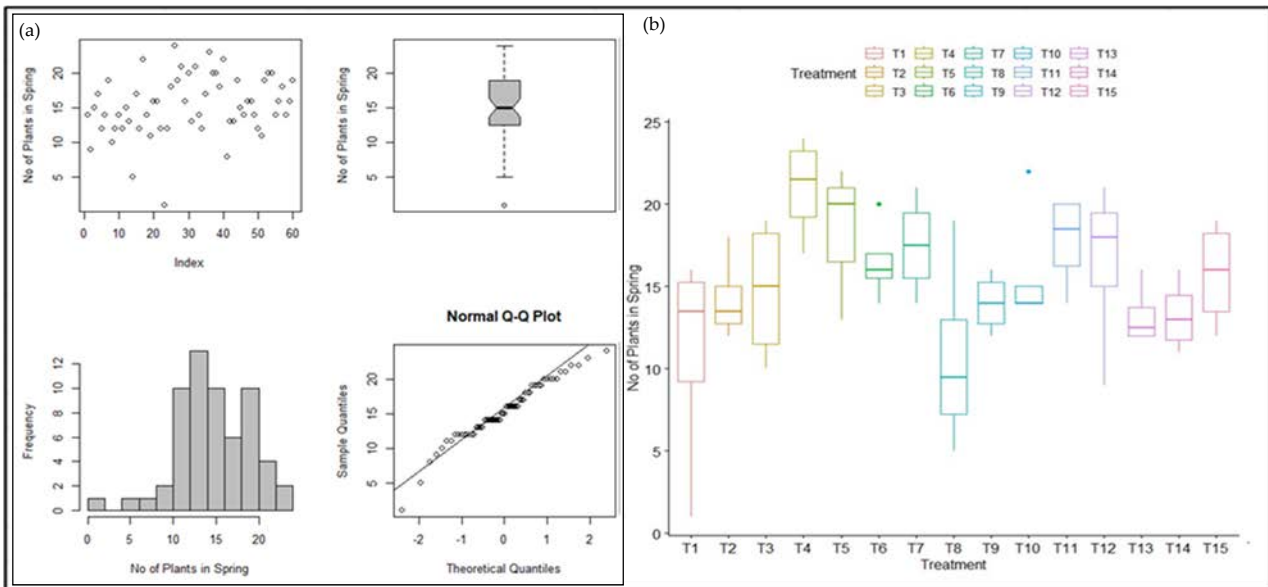 (a)
No of Plants in Spring
5 10 15 20
0 10 20 30 40 50 60
Index
No of Plants in Spring
5 10 15 20
Frequency
0 2 4 6 8 10 12
0 5 10 15 20
No of Plants in Spring
Normal Q-Q Plot
Sample Quantiles
5 10 15 20
-2 -1 0 1 2
Theoretical Quantiles
(b)
Treatment
T1 T4 T7 T10 T13
T2 T5 T8 T11 T14
T3 T6 T9 T12 T15
No of Plants in Spring
25
20
15
10
5
0
T1 T2 T3 T4 T5 T6 T7 T8 T9 T10 T11 T12 T13 T14 T15
Treatment